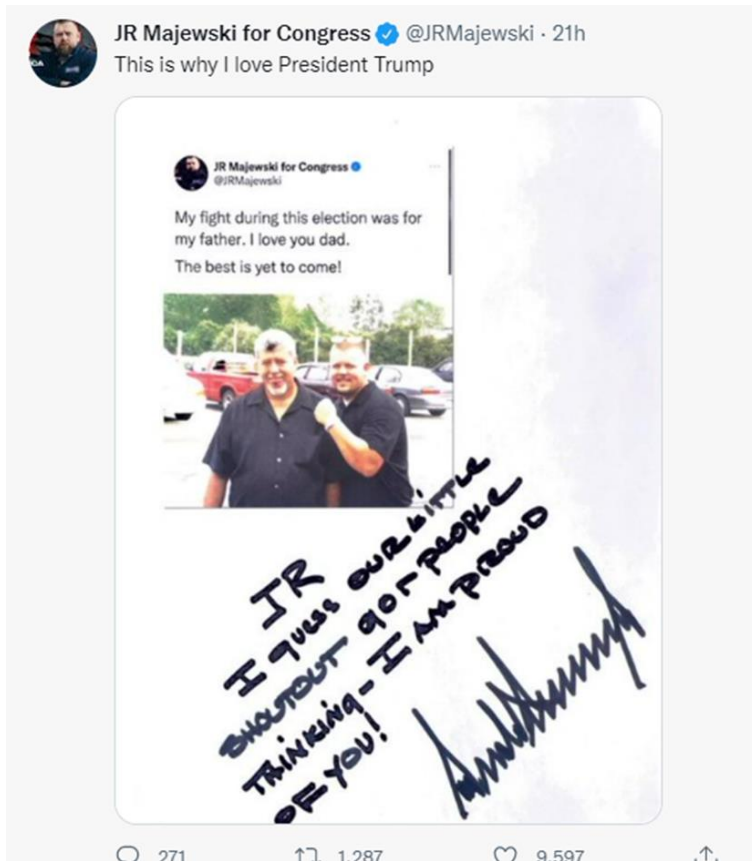 JR Majewski for Congress @JRMajewski · 21h
This is why I love President Trump
JR Majewski for Congress
@JRMajewski
My fight during this election was for
my father. I love you dad.
The best is yet to come!
JR
I GUESS OUR LITTLE
SHOUTOUT GOT PEOPLE
THINKING - I AM PROUD
OF YOU!
271 1,287 9,597